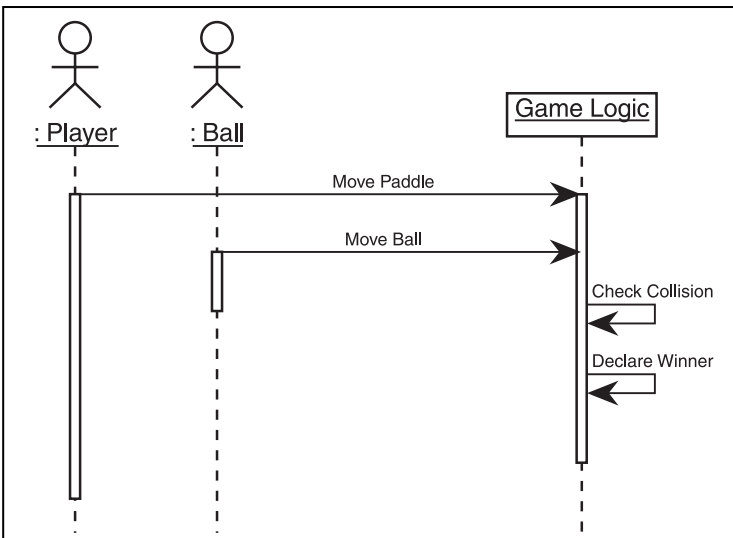 : Player
: Ball
Game Logic
Move Paddle
Move Ball
Check Collision
Declare Winner